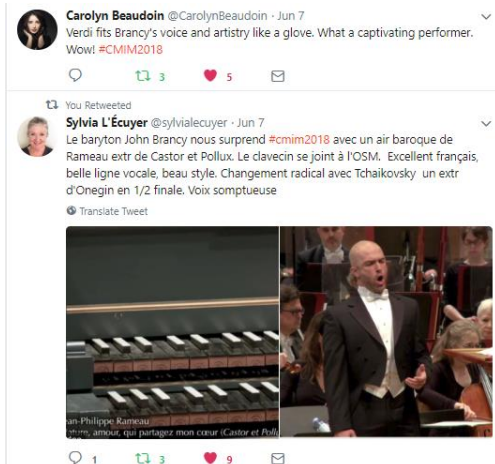 Carolyn Beaudoin @CarolynBeaudoin · Jun 7
Verdi fits Brancy's voice and artistry like a glove. What a captivating performer.
Wow! #CMIM2018
3 5
You Retweeted
Sylvia L'Écuyer @sylvialecuyer · Jun 7
Le baryton John Brancy nous surprend #cmim2018 avec un air baroque de
Rameau extr de Castor et Pollux. Le clavecin se joint à l'OSM. Excellent français,
belle ligne vocale, beau style. Changement radical avec Tchaikovsky un extr
d'Onegin en 1/2 finale. Voix somptueuse
Translate Tweet
ean-Philippe Rameau
amour, qui partagez mon cœur (Castor et Poll
1 3 9